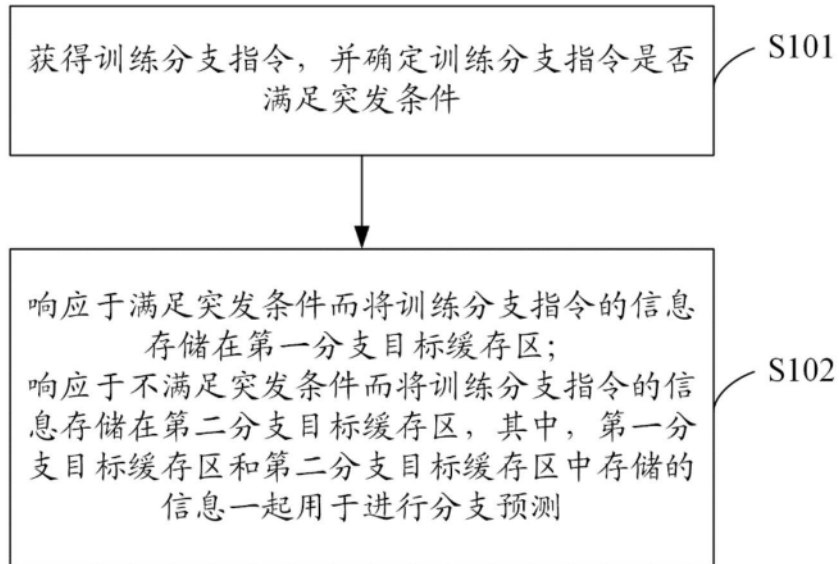 获得训练分支指令，并确定训练分支指令是否
满足突发条件
S101
响应于满足突发条件而将训练分支指令的信息
存储在第一分支目标缓存区；
响应于不满足突发条件而将训练分支指令的信
息存储在第二分支目标缓存区，其中，第一分
支目标缓存区和第二分支目标缓存区中存储的
信息一起用于进行分支预测
S102